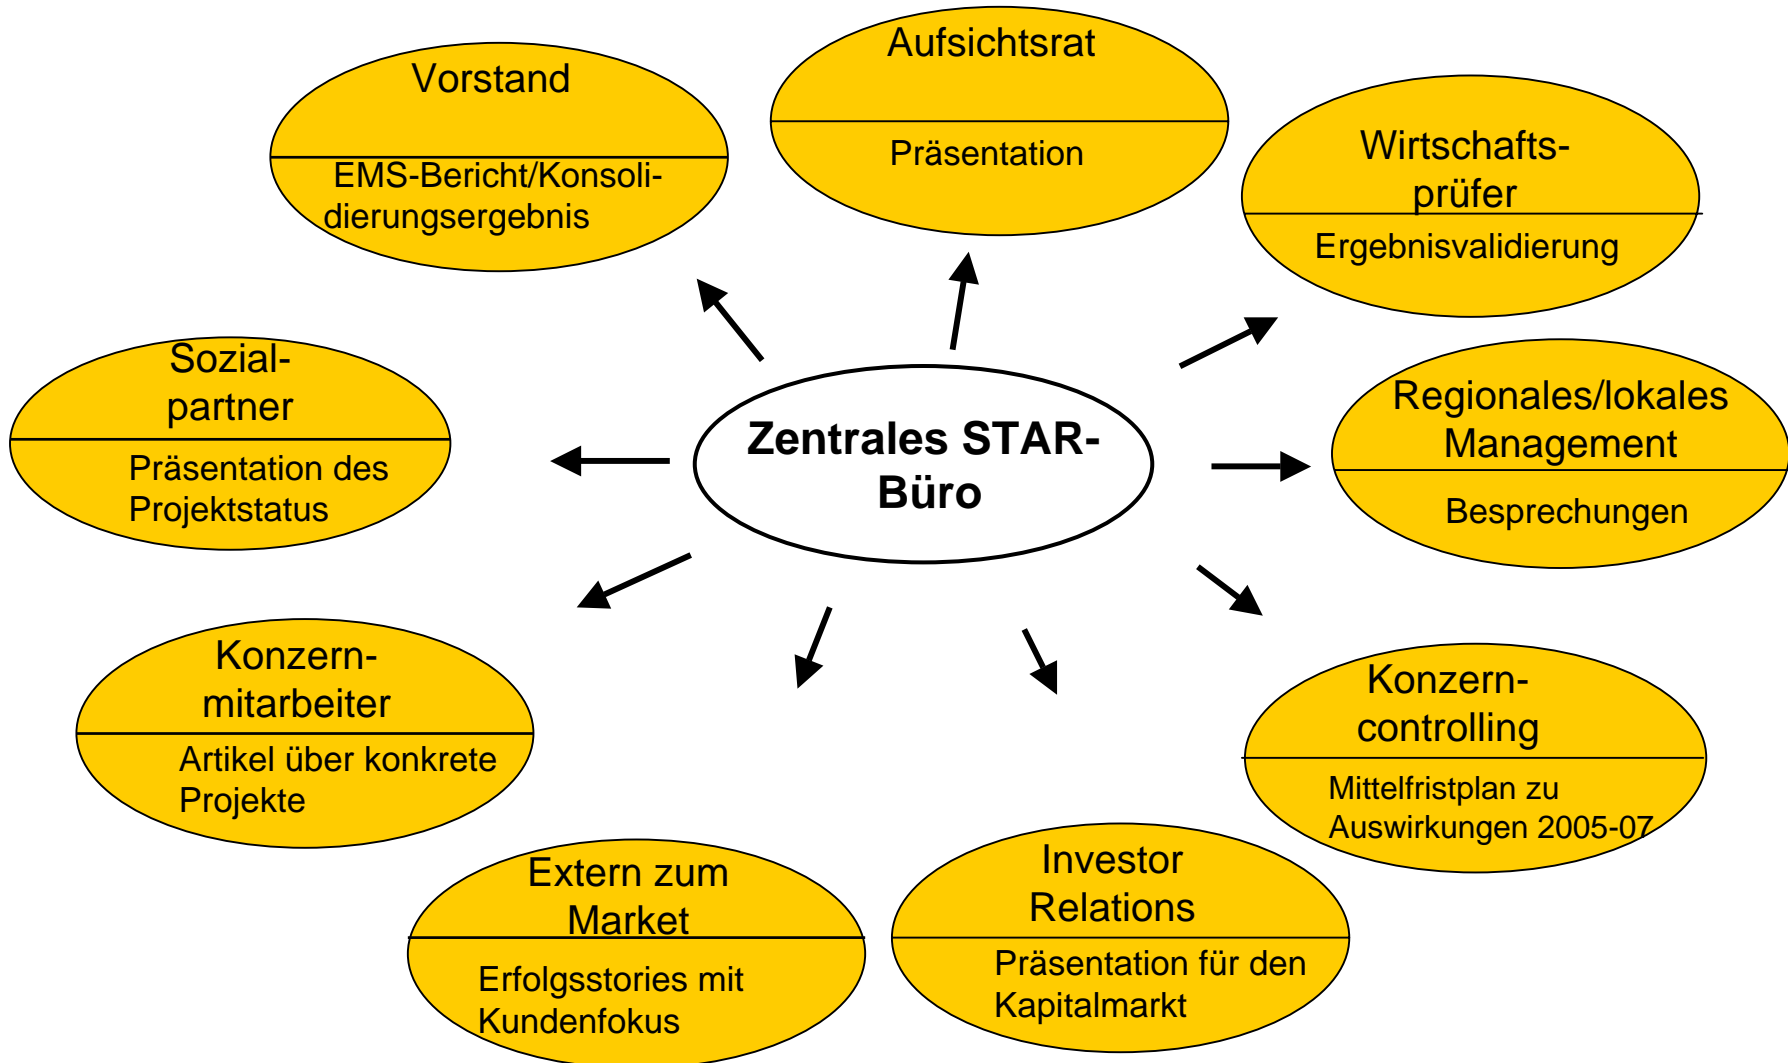 Vorstand
EMS-Bericht/Konsoli-
dierungsergebnis
Aufsichtsrat
Präsentation
Wirtschafts-
prüfer
Ergebnisvalidierung
Sozial-
partner
Präsentation des
Projektstatus
Zentrales STAR-
Büro
Regionales/lokales
Management
Besprechungen
Konzern-
mitarbeiter
Artikel über konkrete
Projekte
Konzern-
controlling
Mittelfristplan zu
Auswirkungen 2005-07
Extern zum
Market
Erfolgsstories mit
Kundenfokus
Investor
Relations
Präsentation für den
Kapitalmarkt